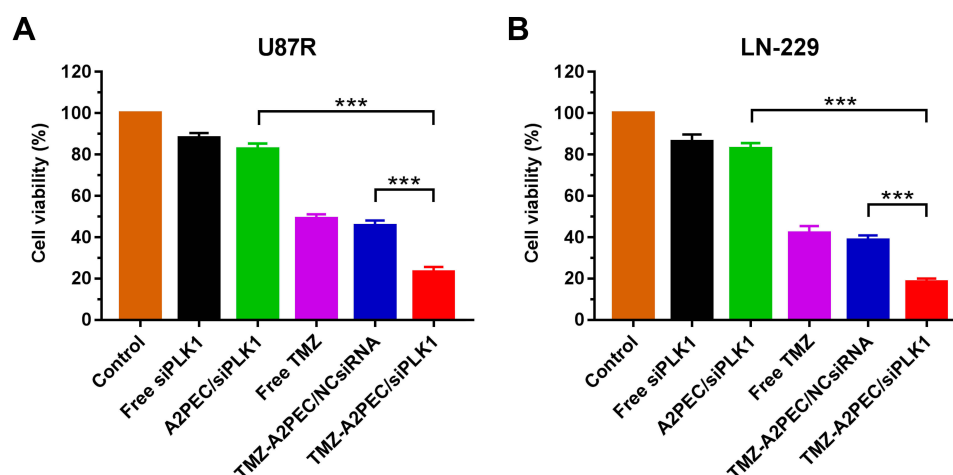 A
U87R
Cell viability (%)
120
100
80
60
40
20
0
***
***
Control
Free siPLK1
A2PEC/siPLK1
Free TMZ
TMZ-A2PEC/NCsiRNA
TMZ-A2PEC/siPLK1
B
LN-229
Cell viability (%)
120
100
80
60
40
20
0
***
***
Control
Free siPLK1
A2PEC/siPLK1
Free TMZ
TMZ-A2PEC/NCsiRNA
TMZ-A2PEC/siPLK1